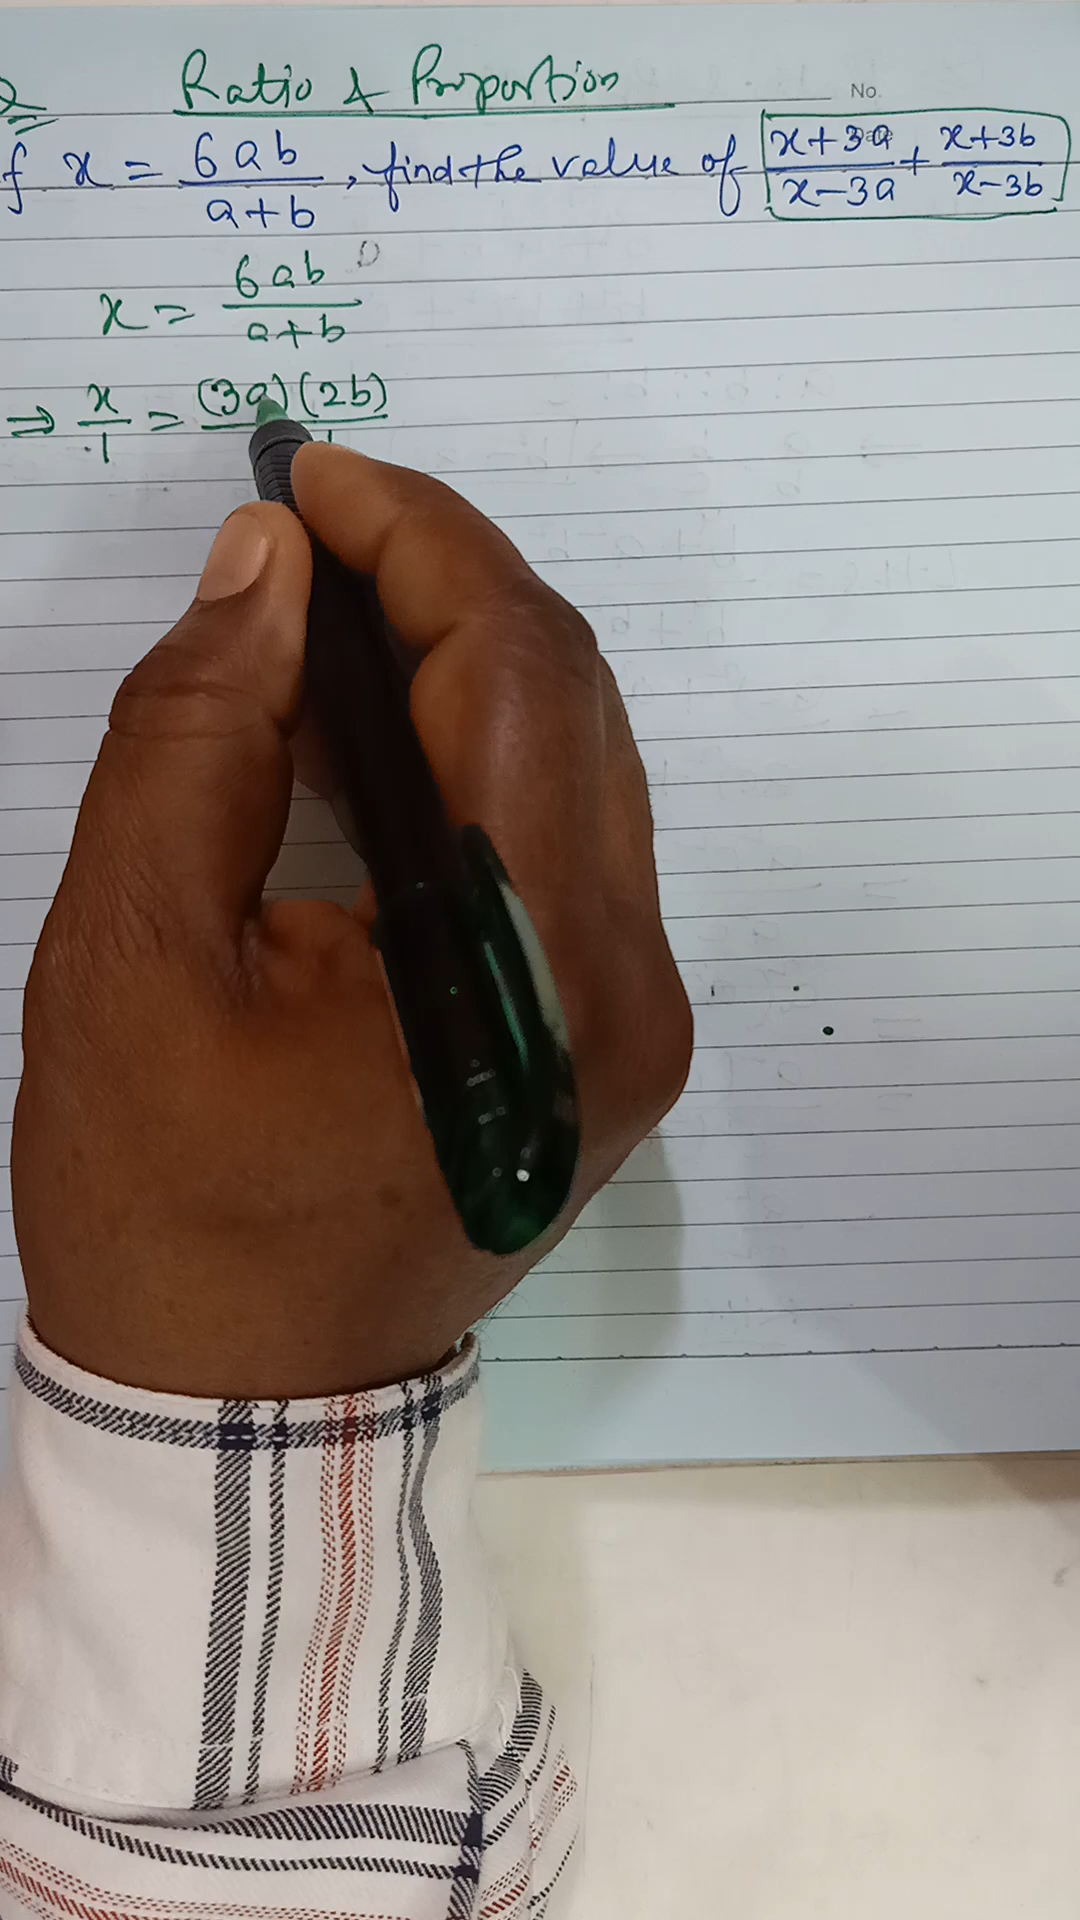 Q
Ratio & Proportion
No.
f x = 6ab / a+b , find the value of [ x+3a / x-3a + x+3b / x-3b ]
x = 6ab / a+b
⇒ x / 1 = (3a)(2b)